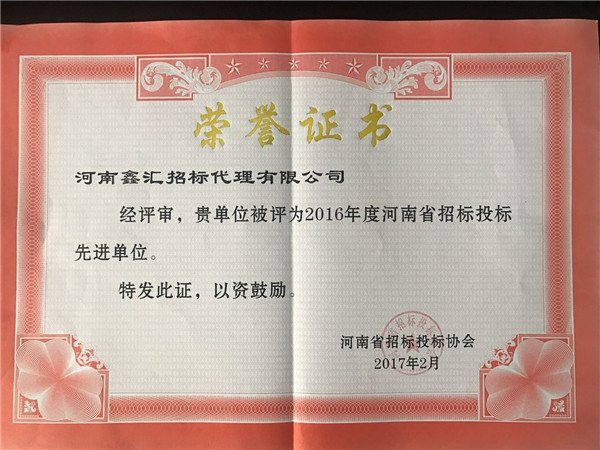 荣誉证书
河南鑫汇招标代理有限公司
经评审，贵单位被评为2016年度河南省招标投标
先进单位。
特发此证，以资鼓励。
河南省招标投标协会
2017年2月